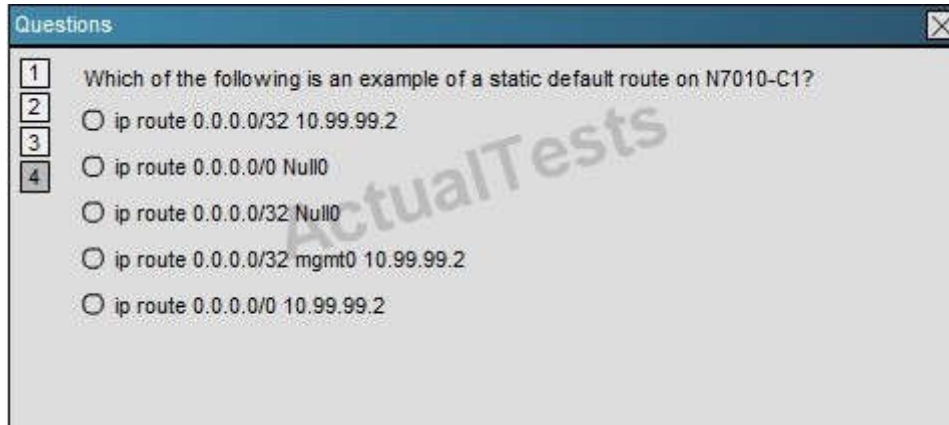 Questions
1
2
3
4
Which of the following is an example of a static default route on N7010-C1?
ip route 0.0.0.0/32 10.99.99.2
ip route 0.0.0.0/0 Null0
ip route 0.0.0.0/32 Null0
ip route 0.0.0.0/32 mgmt0 10.99.99.2
ip route 0.0.0.0/0 10.99.99.2
ActualTests